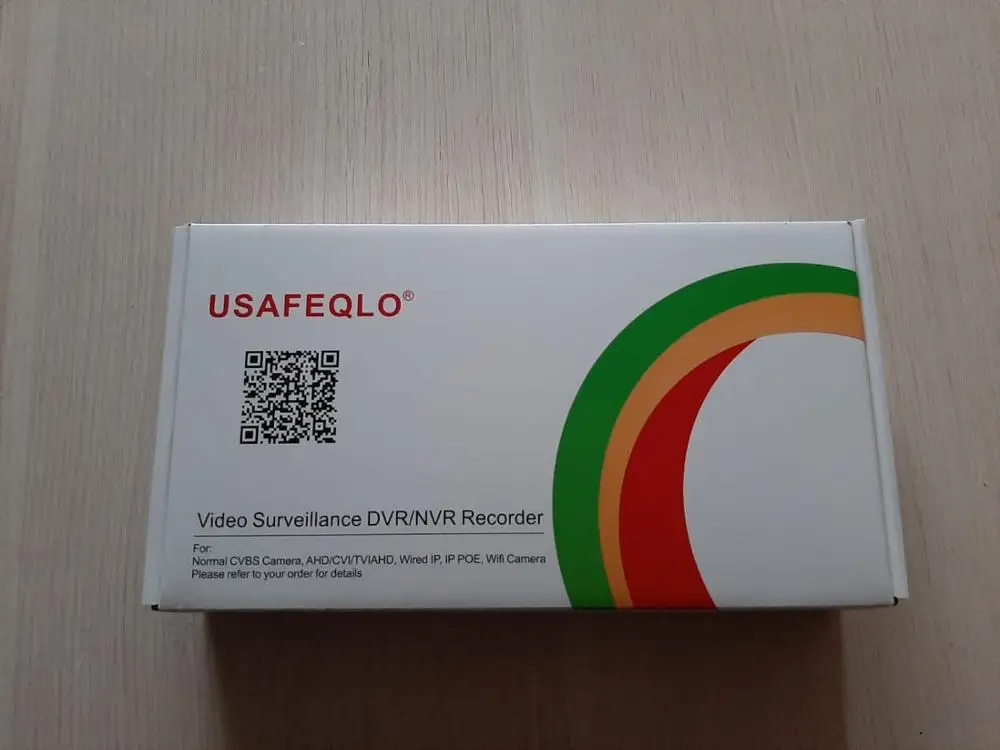 USAFEQLO®
Video Surveillance DVR/NVR Recorder
For:
Normal CVBS Camera, AHD/CVI/TVIAHD, Wired IP, IP POE, Wifi Camera
Please refer to your order for details